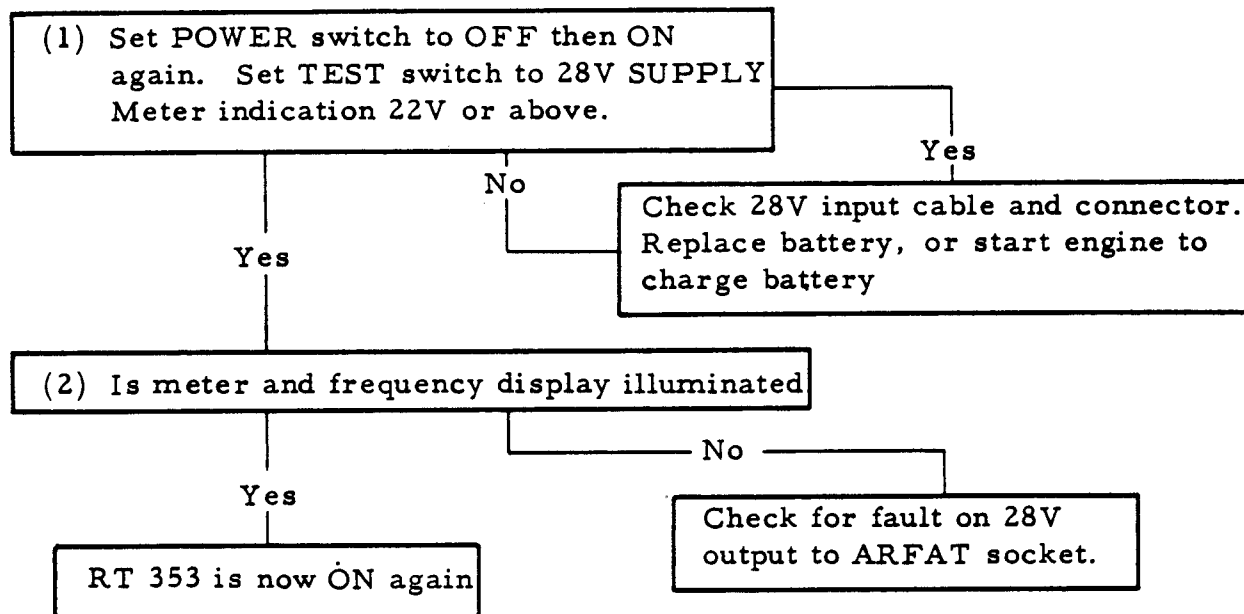 (1) Set POWER switch to OFF then ON
again. Set TEST switch to 28V SUPPLY
Meter indication 22V or above.
Yes
No
Check 28V input cable and connector.
Replace battery, or start engine to
charge battery
Yes
(2) Is meter and frequency display illuminated
No
Yes
Check for fault on 28V
output to ARFAT socket.
RT 353 is now ON again